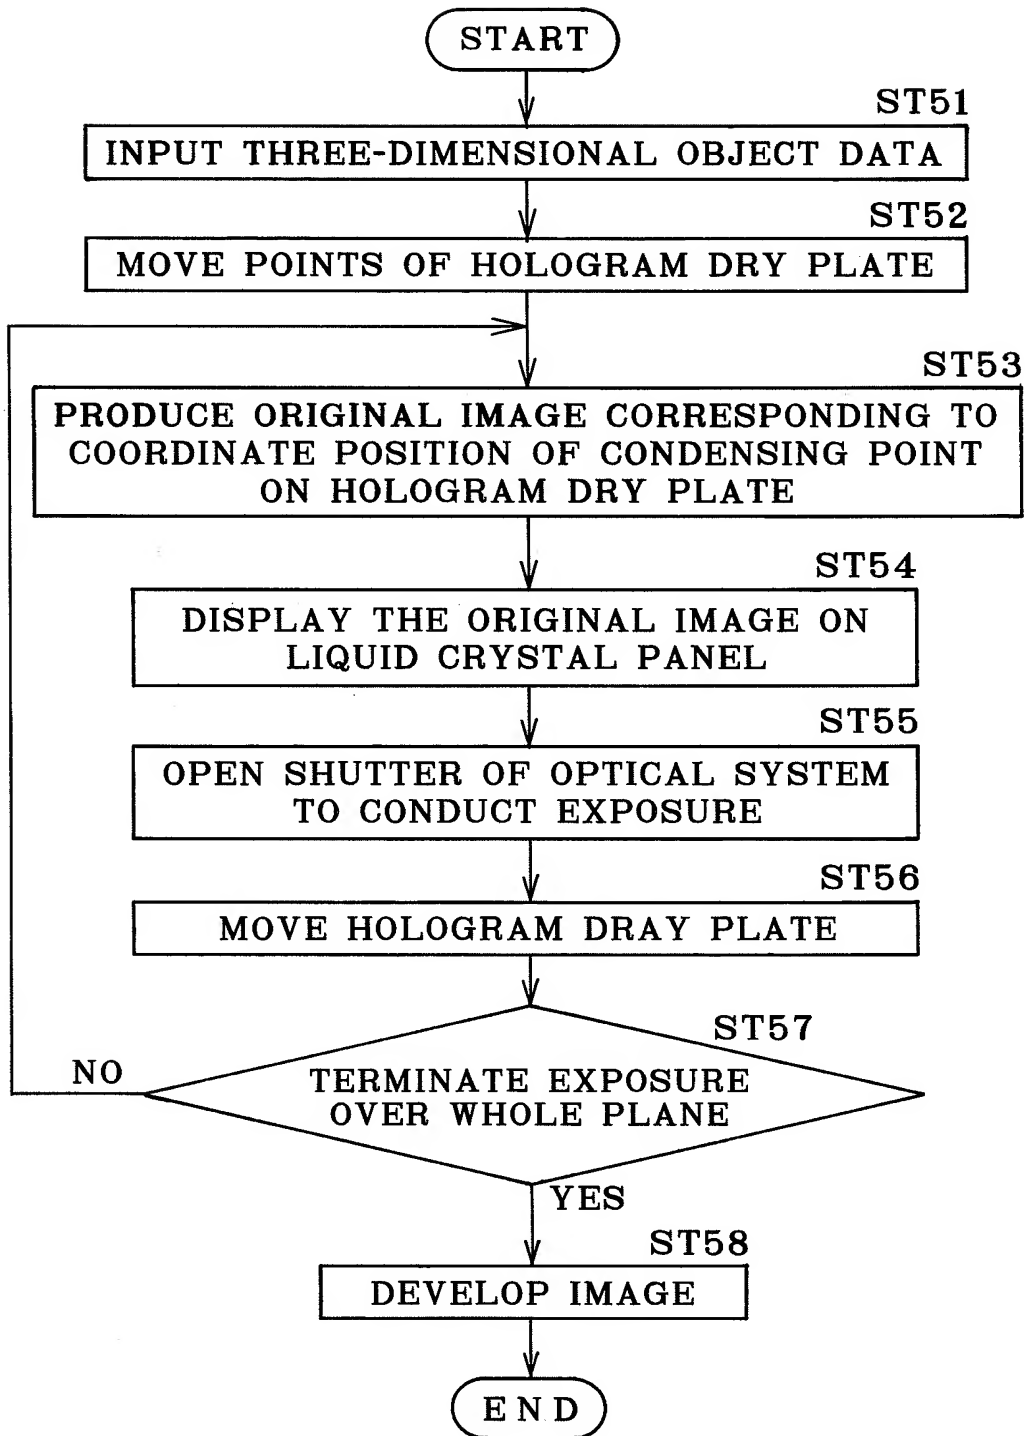 START
ST51
INPUT THREE-DIMENSIONAL OBJECT DATA
ST52
MOVE POINTS OF HOLOGRAM DRY PLATE
ST53
PRODUCE ORIGINAL IMAGE CORRESPONDING TO
COORDINATE POSITION OF CONDENSING POINT
ON HOLOGRAM DRY PLATE
ST54
DISPLAY THE ORIGINAL IMAGE ON
LIQUID CRYSTAL PANEL
ST55
OPEN SHUTTER OF OPTICAL SYSTEM
TO CONDUCT EXPOSURE
ST56
MOVE HOLOGRAM DRAY PLATE
ST57
NO
TERMINATE EXPOSURE
OVER WHOLE PLANE
YES
ST58
DEVELOP IMAGE
END